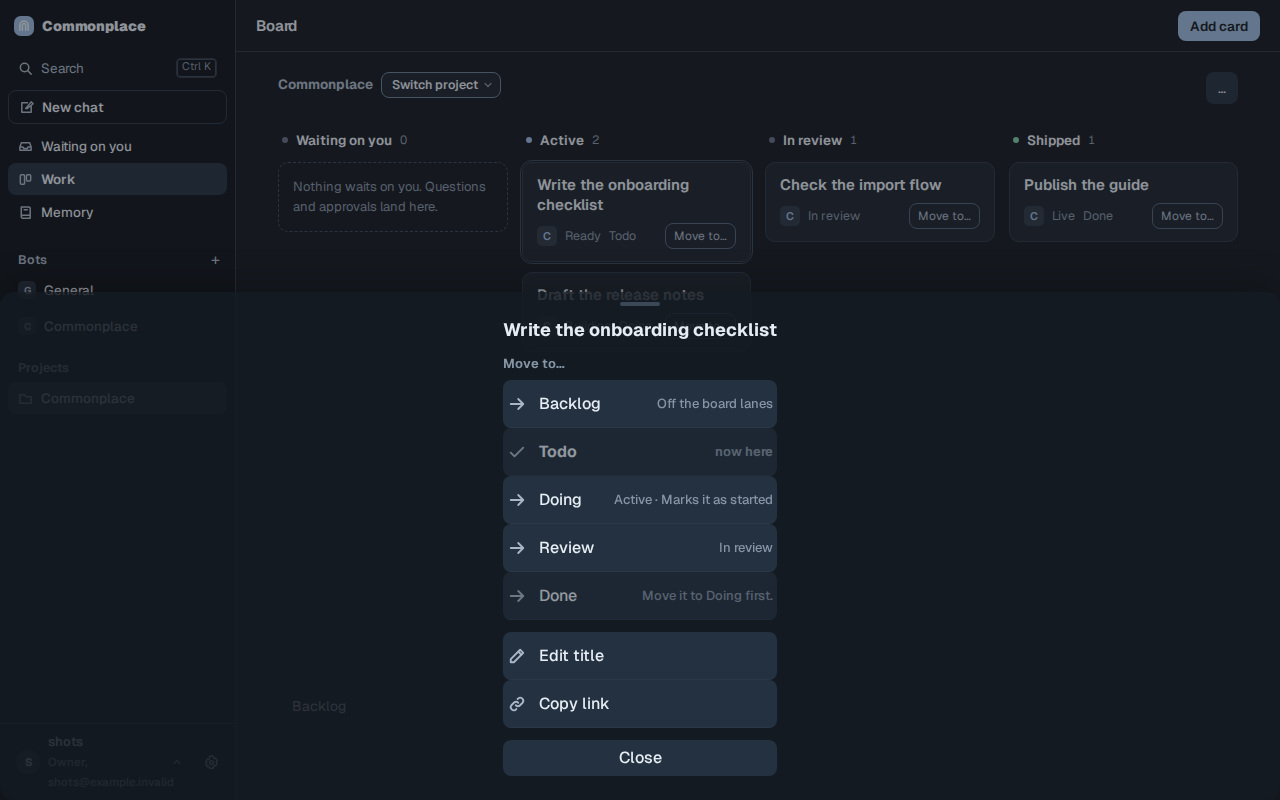 Commonplace
Search
Ctrl K
New chat
Waiting on you
Work
Memory
Bots
+
G General
C Commonplace
Projects
Commonplace
S shots
Owner.
shots@example.invalid
Board
Add card
Commonplace
Switch project
...
Waiting on you 0
Nothing waits on you. Questions
and approvals land here.
Active 2
Write the onboarding
checklist
C Ready Todo Move to...
Draft the release notes
In review 1
Check the import flow
C In review Move to...
Shipped 1
Publish the guide
C Live Done Move to...
Backlog
Write the onboarding checklist
Move to...
Backlog Off the board lanes
Todo now here
Doing Active · Marks it as started
Review In review
Done Move it to Doing first.
Edit title
Copy link
Close